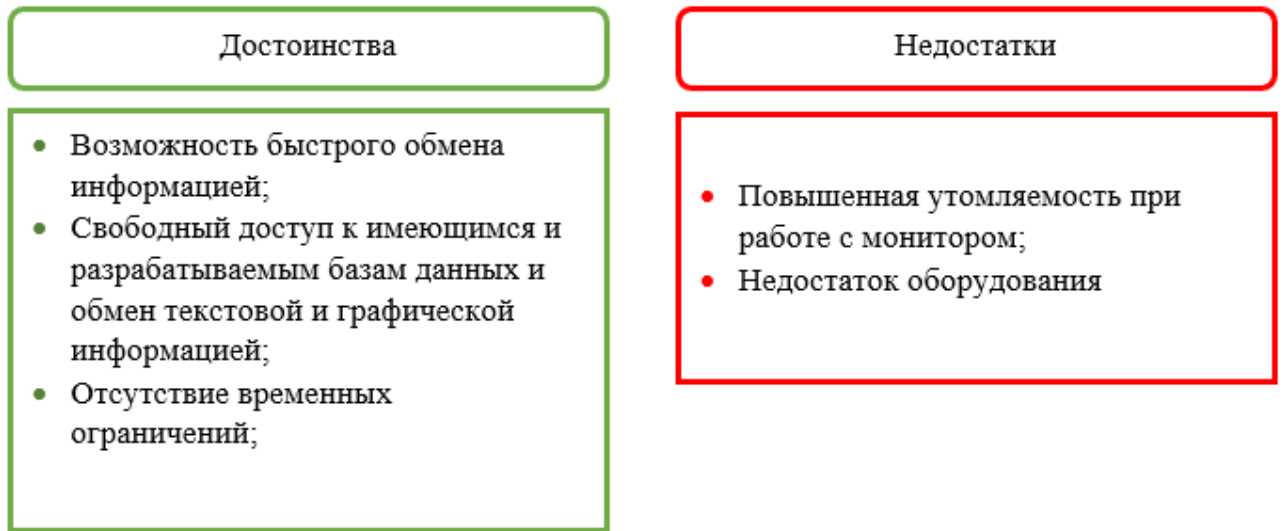 Достоинства
Возможность быстрого обмена
информацией;
Свободный доступ к имеющимся и
разрабатываемым базам данных и
обмен текстовой и графической
информацией;
Отсутствие временных
ограничений;
Недостатки
Повышенная утомляемость при
работе с монитором;
Недостаток оборудования